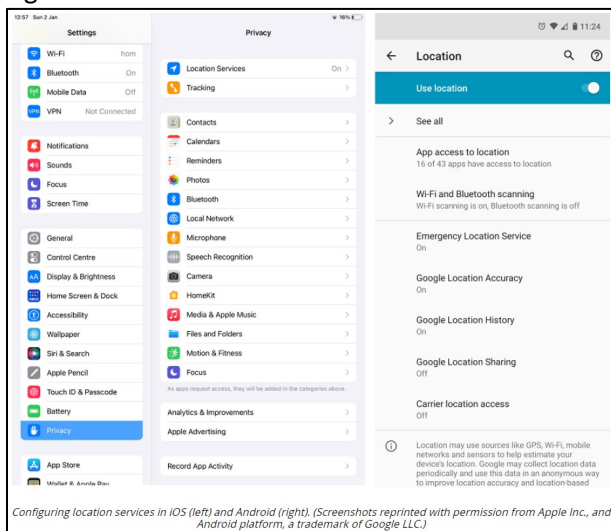 12:57 Sun 2 Jan
16%
Settings
Wi-Fi hom
Bluetooth On
Mobile Data Off
VPN VPN Not Connected
Notifications
Sounds
Focus
Screen Time
General
Control Centre
AA Display & Brightness
Home Screen & Dock
Accessibility
Wallpaper
Siri & Search
Apple Pencil
Touch ID & Passcode
Battery
Privacy
App Store
Wallet & Apple Pay
Privacy
Location Services On
Tracking
Contacts
Calendars
Reminders
Photos
Bluetooth
Local Network
Microphone
Speech Recognition
Camera
HomeKit
Media & Apple Music
Files and Folders
Motion & Fitness
Focus
As apps request access, they will be added in the categories above.
Analytics & Improvements
Apple Advertising
Record App Activity
11:24
Location
Use location
See all
App access to location
16 of 43 apps have access to location
Wi-Fi and Bluetooth scanning
Wi-Fi scanning is on, Bluetooth scanning is off
Emergency Location Service
On
Google Location Accuracy
On
Google Location History
On
Google Location Sharing
Off
Carrier location access
Off
Location may use sources like GPS, Wi-Fi, mobile
networks and sensors to help estimate your
device's location. Google may collect location data
periodically and use this data in an anonymous way
to improve location accuracy and location-based
Configuring location services in iOS (left) and Android (right). (Screenshots reprinted with permission from Apple Inc., and
Android platform, a trademark of Google LLC.)